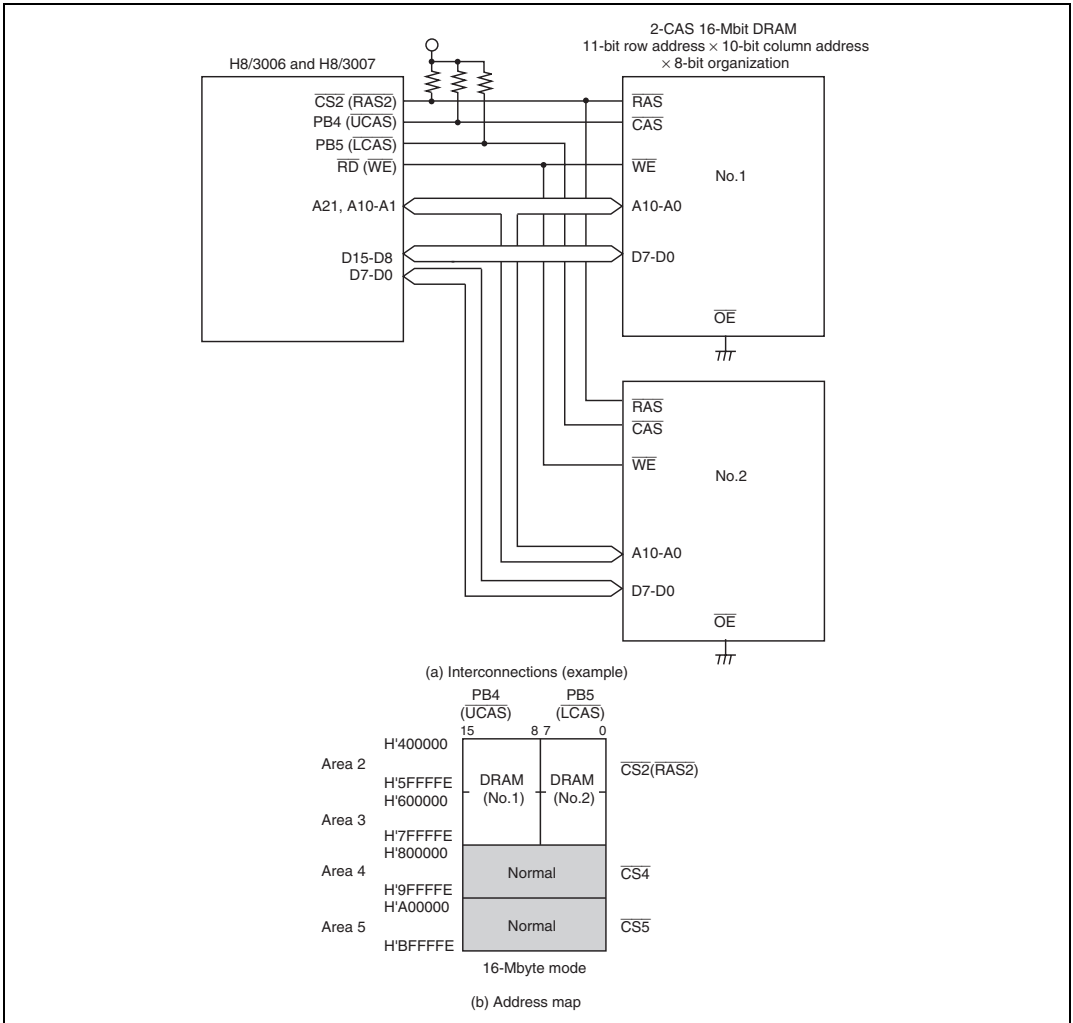 2-CAS 16-Mbit DRAM
11-bit row address × 10-bit column address
× 8-bit organization
H8/3006 and H8/3007
CS2 (RAS2)
PB4 (UCAS)
PB5 (LCAS)
RD (WE)
A21, A10-A1
D15-D8
D7-D0
RAS
CAS
WE
No.1
A10-A0
D7-D0
OE
RAS
CAS
WE
No.2
A10-A0
D7-D0
OE
(a) Interconnections (example)
PB4
(UCAS)
PB5
(LCAS)
15
8 7
0
H'400000
Area 2
H'5FFFFE
H'600000
Area 3
H'7FFFFE
H'800000
Area 4
H'9FFFFE
H'A00000
Area 5
H'BFFFFE
DRAM
(No.1)
DRAM
(No.2)
CS2(RAS2)
Normal
CS4
Normal
CS5
16-Mbyte mode
(b) Address map